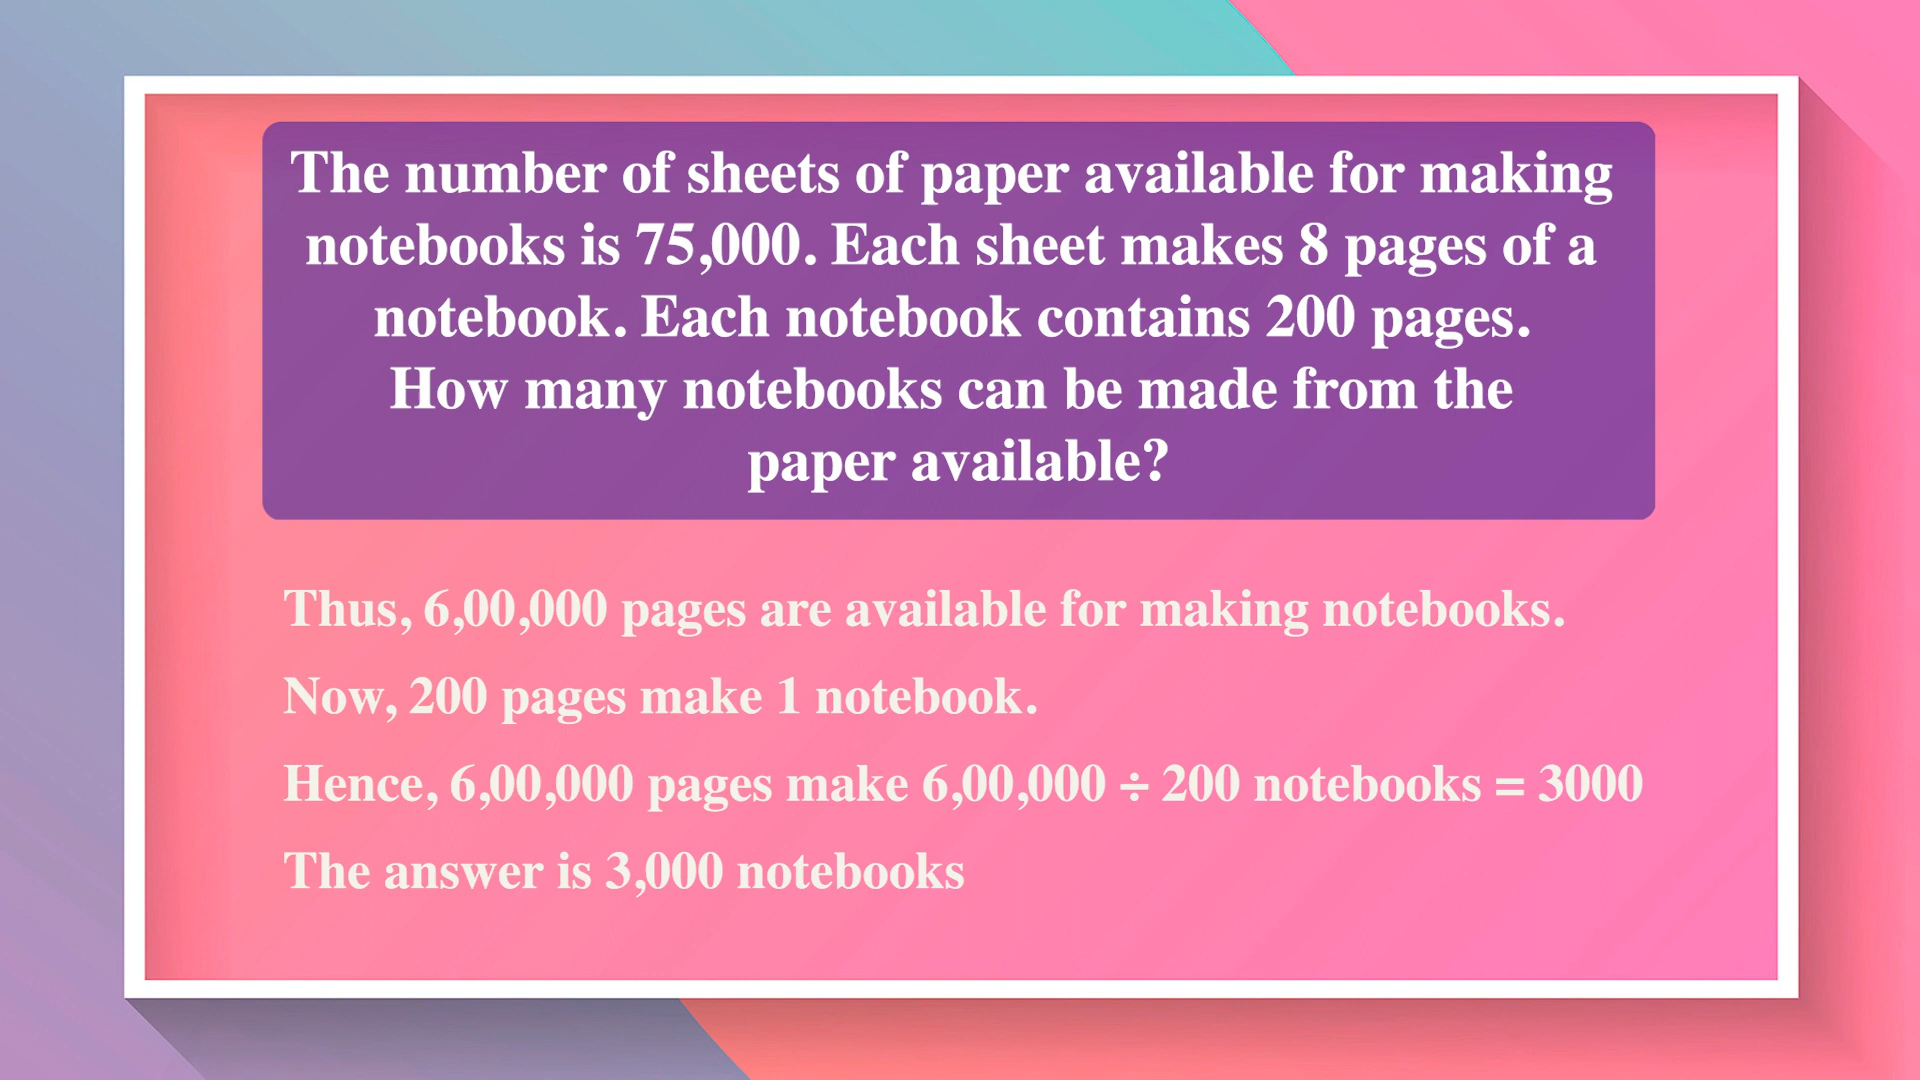 The number of sheets of paper available for making
notebooks is 75,000. Each sheet makes 8 pages of a
notebook. Each notebook contains 200 pages.
How many notebooks can be made from the
paper available?
Thus, 6,00,000 pages are available for making notebooks.
Now, 200 pages make 1 notebook.
Hence, 6,00,000 pages make 6,00,000 ÷ 200 notebooks = 3000
The answer is 3,000 notebooks